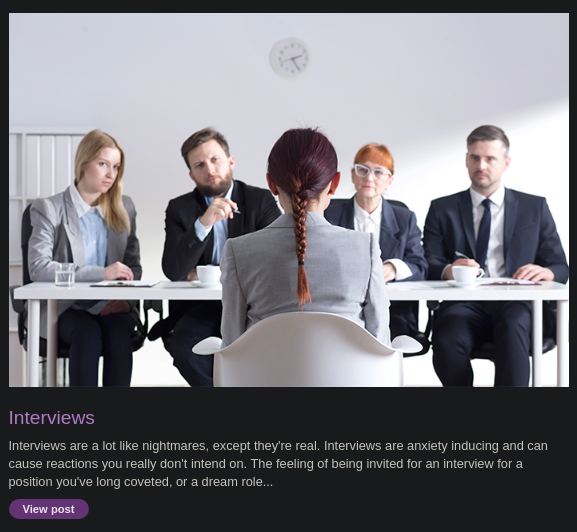 Interviews
Interviews are a lot like nightmares, except they're real. Interviews are anxiety inducing and can
cause reactions you really don't intend on. The feeling of being invited for an interview for a
position you've long coveted, or a dream role...
View post